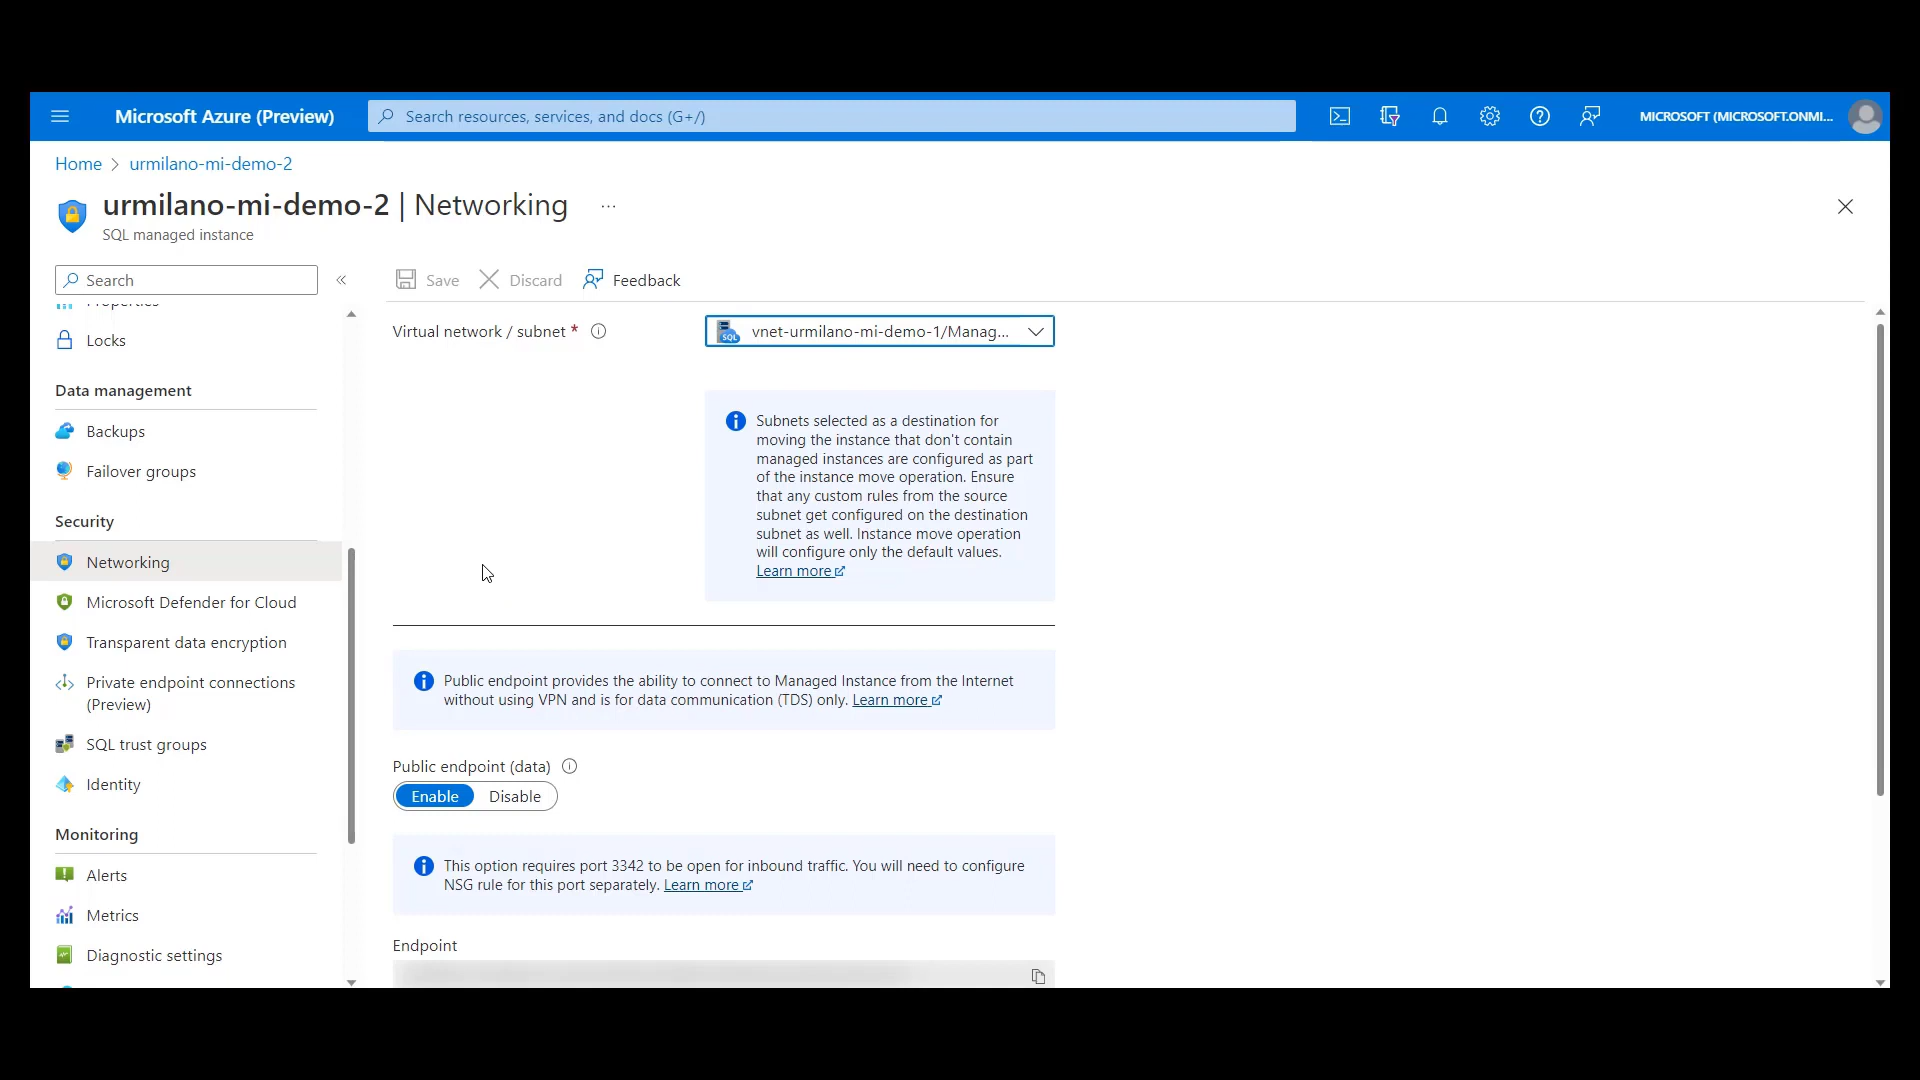 Microsoft Azure (Preview)
Search resources, services, and docs (G+/)
MICROSOFT (MICROSOFT.ONMI...
Home > urmilano-mi-demo-2
urmilano-mi-demo-2 | Networking ...
SQL managed instance
Search
«
Save
Discard
Feedback
Properties
Locks
Data management
Backups
Failover groups
Security
Networking
Microsoft Defender for Cloud
Transparent data encryption
Private endpoint connections
(Preview)
SQL trust groups
Identity
Monitoring
Alerts
Metrics
Diagnostic settings
Virtual network / subnet *
SQL
vnet-urmilano-mi-demo-1/Manag...
Subnets selected as a destination for
moving the instance that don't contain
managed instances are configured as part
of the instance move operation. Ensure
that any custom rules from the source
subnet get configured on the destination
subnet as well. Instance move operation
will configure only the default values.
Learn more
Public endpoint provides the ability to connect to Managed Instance from the Internet
without using VPN and is for data communication (TDS) only. Learn more
Public endpoint (data)
Enable
Disable
This option requires port 3342 to be open for inbound traffic. You will need to configure
NSG rule for this port separately. Learn more
Endpoint